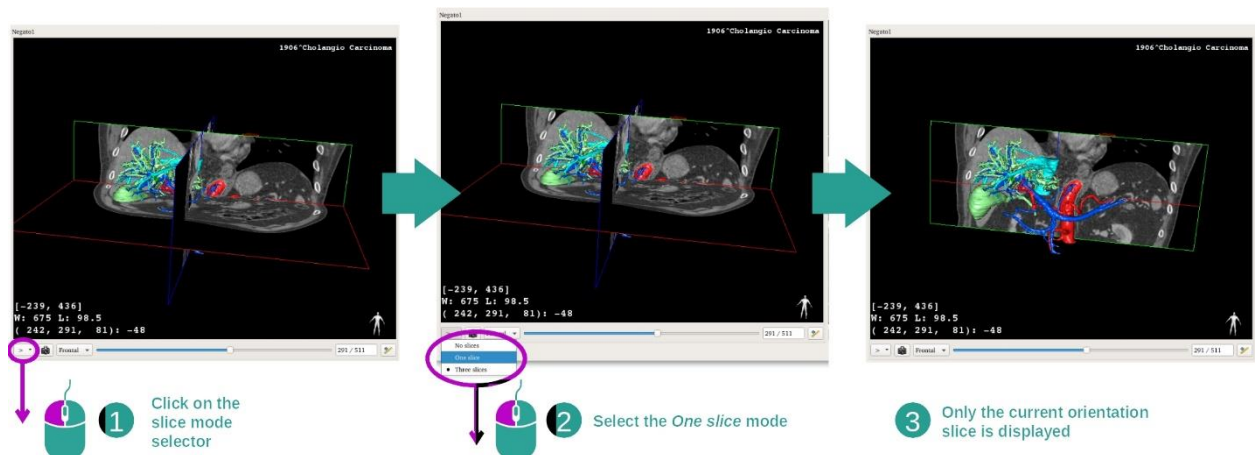 Negato1
1906^Cholangio Carcinoma
[-239, 436]
W: 675 L: 98.5
( 242, 291,  81): -48
Frontal
291 / 511
Negato1
1906^Cholangio Carcinoma
[-239, 436]
W: 675 L: 98.5
( 242, 291,  81): -48
291 / 511
No slices
One slice
Three slices
Negato1
1906^Cholangio Carcinoma
[-239, 436]
W: 675 L: 98.5
( 242, 291,  81): -48
Frontal
291 / 511
1
Click on the
slice mode
selector
2
Select the One slice mode
3
Only the current orientation
slice is displayed